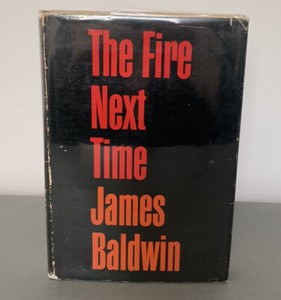 The Fire
Next
Time
James
Baldwin